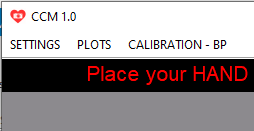 CCM 1.0
SETTINGS PLOTS CALIBRATION - BP
Place your HAND